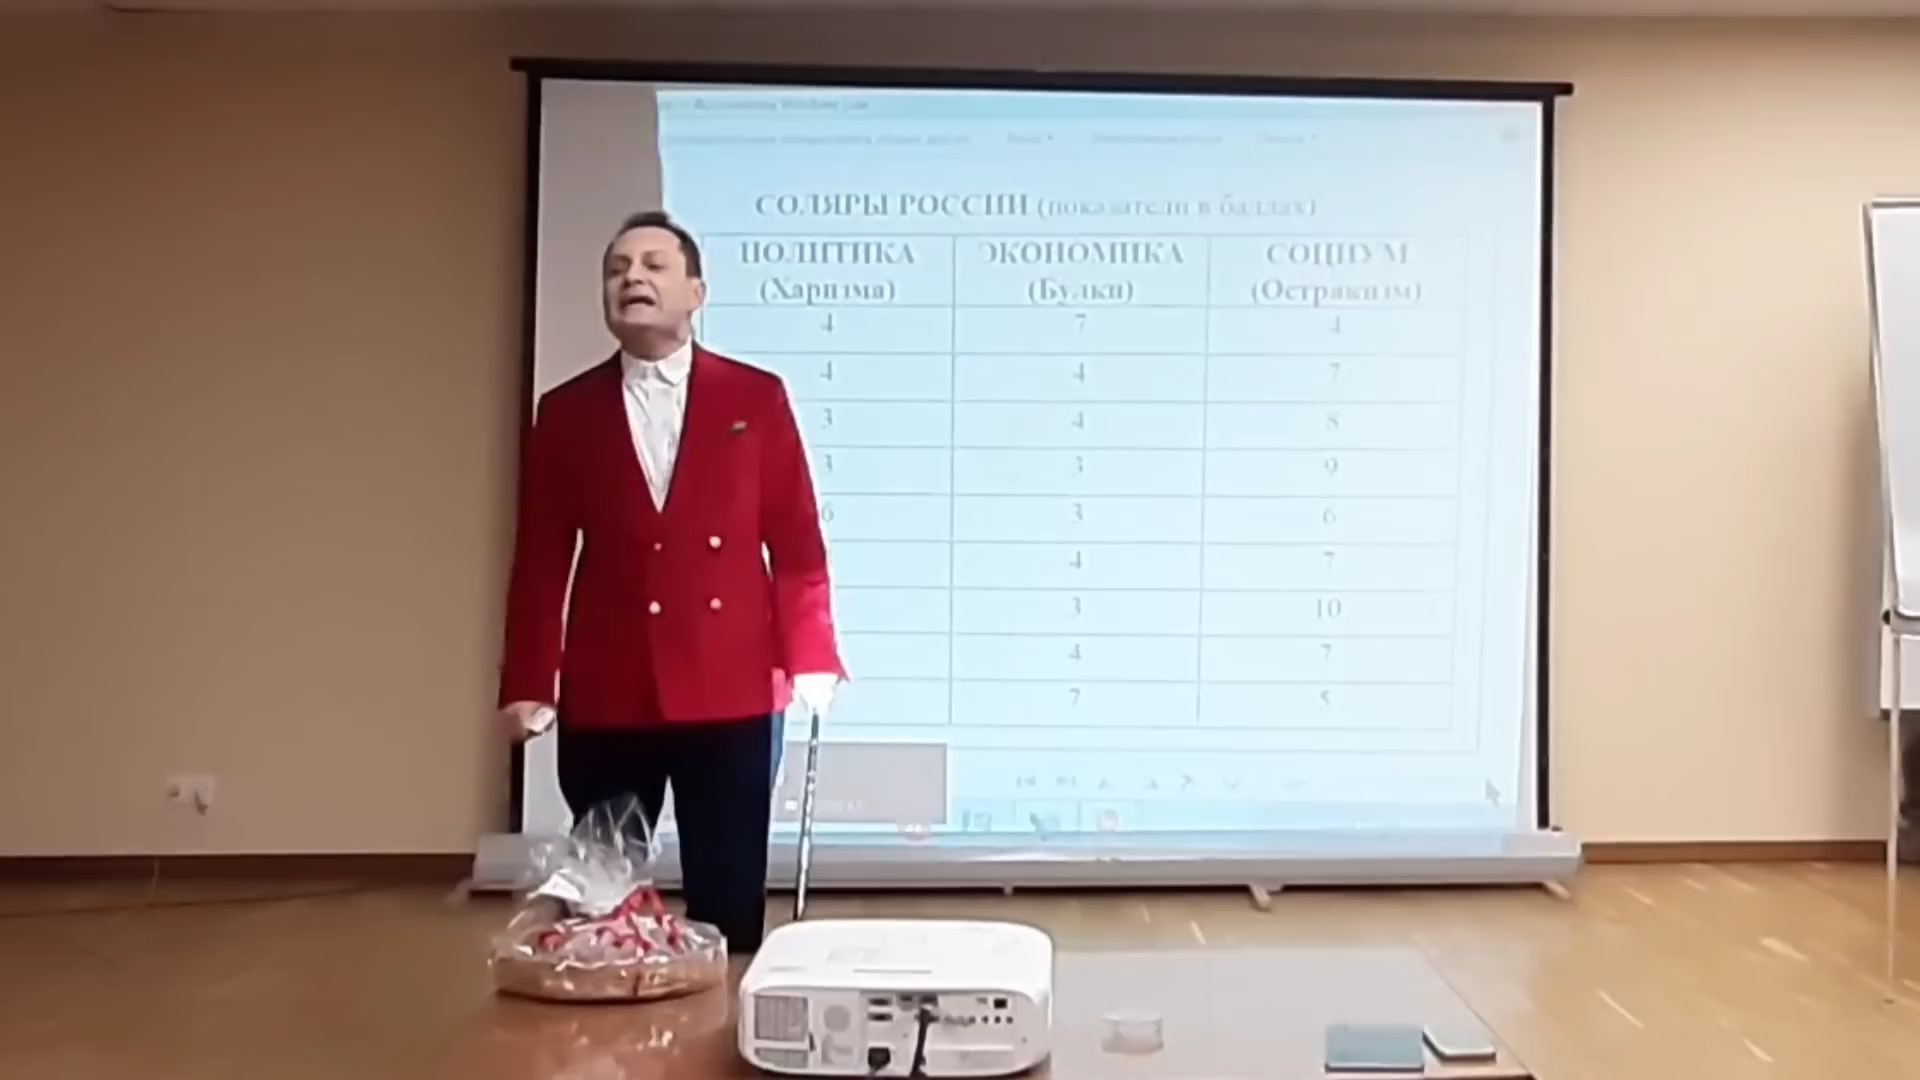 СОЛЯРЫ РОССИИ (показатели в баллах)
ПОЛИТИКА ЭКОНОМИКА СОЦИУМ
(Харизма) (Булки) (Остракизм)
4 7 4
4 4 7
3 4 8
3 3 9
6 3 6
4 7
3 10
4 7
7 5